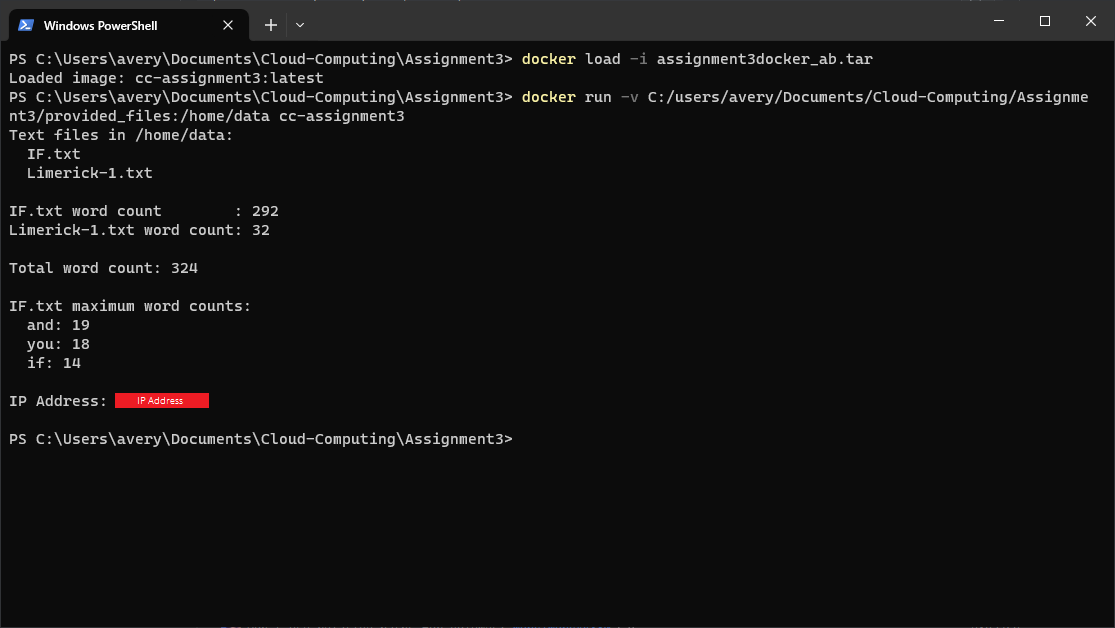 Windows PowerShell
PS C:\Users\avery\Documents\Cloud-Computing\Assignment3> docker load -i assignment3docker_ab.tar
Loaded image: cc-assignment3:latest
PS C:\Users\avery\Documents\Cloud-Computing\Assignment3> docker run -v C:/users/avery/Documents/Cloud-Computing/Assignme
nt3/provided_files:/home/data cc-assignment3
Text files in /home/data:
  IF.txt
  Limerick-1.txt
IF.txt word count        : 292
Limerick-1.txt word count: 32
Total word count: 324
IF.txt maximum word counts:
  and: 19
  you: 18
  if: 14
IP Address: IP Address
PS C:\Users\avery\Documents\Cloud-Computing\Assignment3>